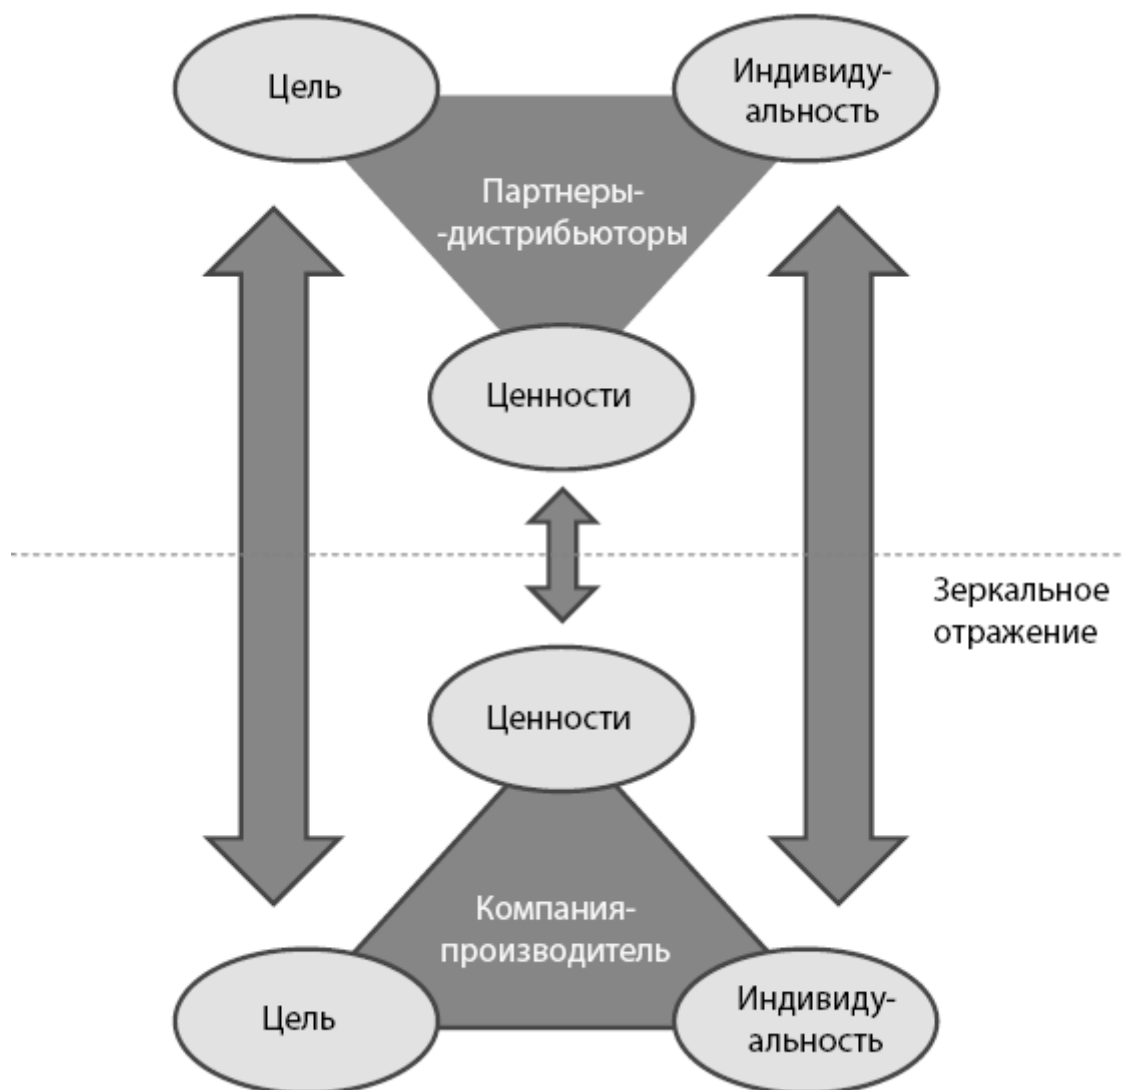 Цель
Индивиду-
альность
Партнеры-
-дистрибьюторы
Ценности
Зеркальное
отражение
Ценности
Компания-
производитель
Цель
Индивиду-
альность